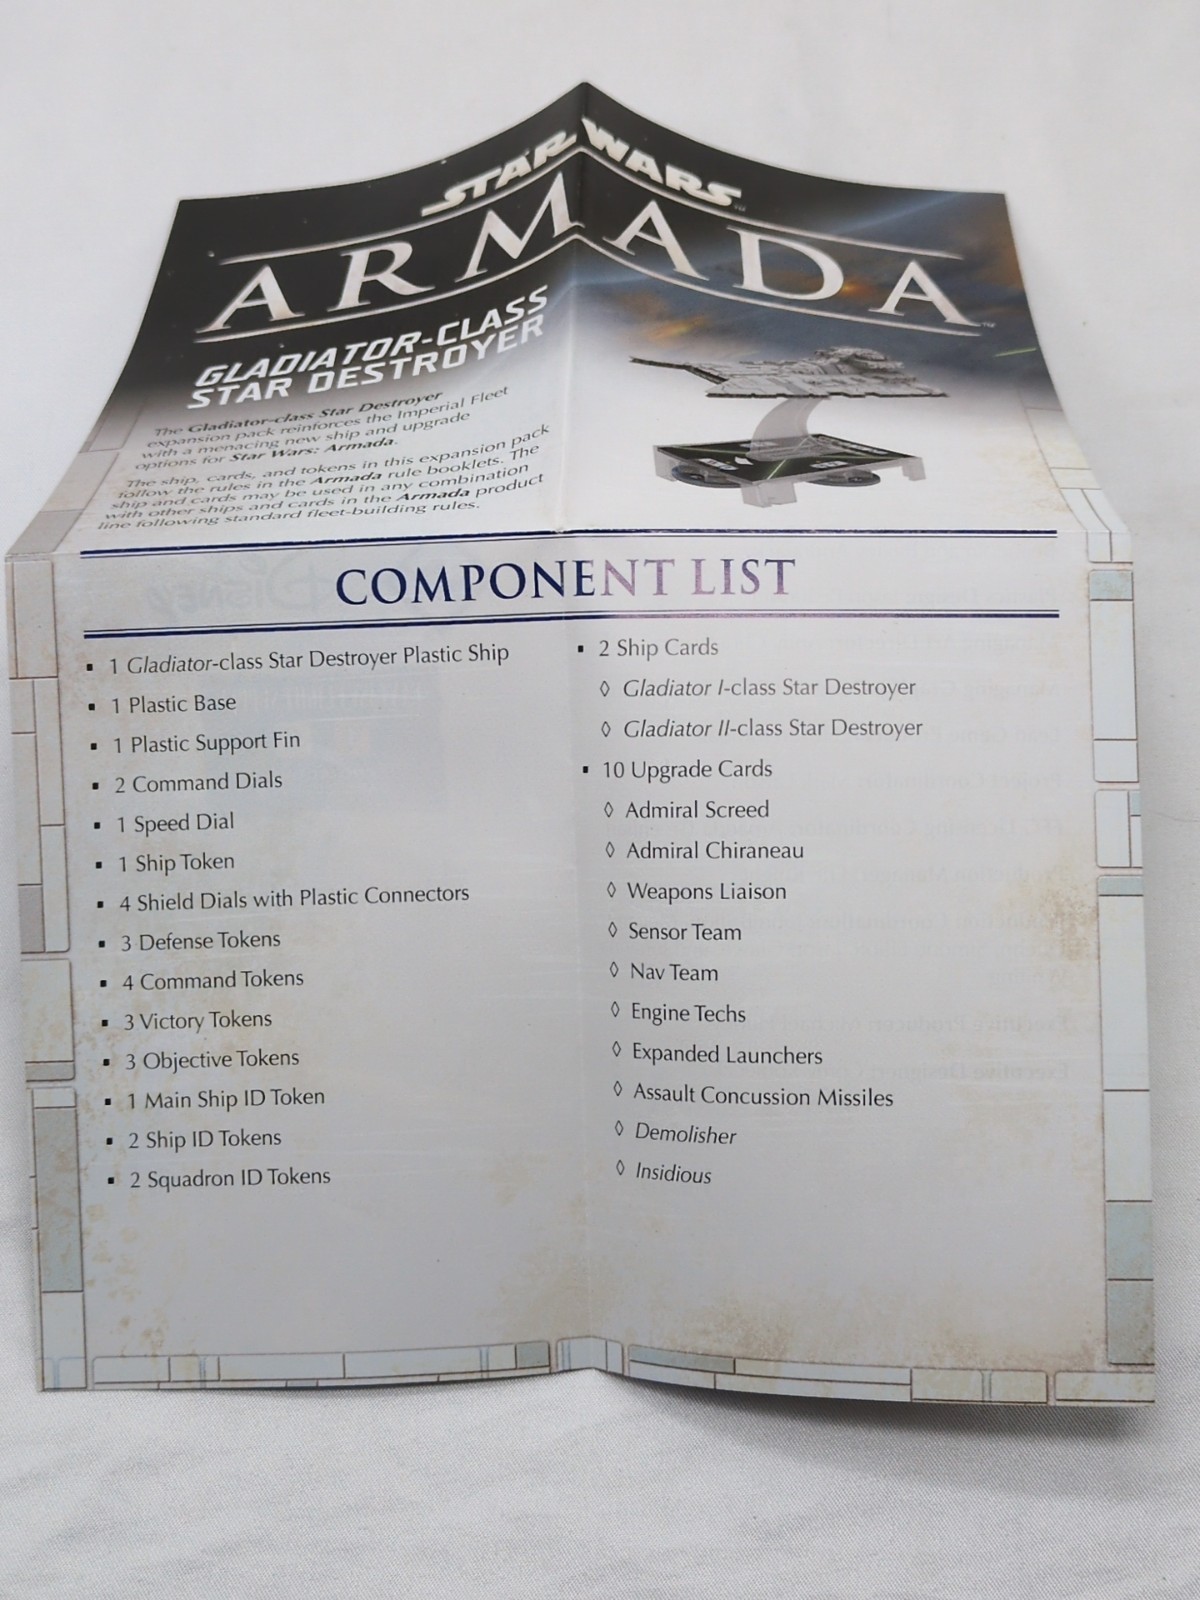 STAR WARS™
ARMADA™
GLADIATOR-CLASS
STAR DESTROYER
The Gladiator-class Star Destroyer
expansion pack reinforces the Imperial Fleet
with a menacing new ship and upgrade
options for Star Wars: Armada.
The ship, cards, and tokens in this expansion pack
follow the rules in the Armada rule booklets. The
ship and cards may be used in any combination
with other ships and cards in the Armada product
line following standard fleet-building rules.
COMPONENT LIST
▪ 1 Gladiator-class Star Destroyer Plastic Ship
▪ 1 Plastic Base
▪ 1 Plastic Support Fin
▪ 2 Command Dials
▪ 1 Speed Dial
▪ 1 Ship Token
▪ 4 Shield Dials with Plastic Connectors
▪ 3 Defense Tokens
▪ 4 Command Tokens
▪ 3 Victory Tokens
▪ 3 Objective Tokens
▪ 1 Main Ship ID Token
▪ 2 Ship ID Tokens
▪ 2 Squadron ID Tokens
▪ 2 Ship Cards
◊ Gladiator I-class Star Destroyer
◊ Gladiator II-class Star Destroyer
▪ 10 Upgrade Cards
◊ Admiral Screed
◊ Admiral Chiraneau
◊ Weapons Liaison
◊ Sensor Team
◊ Nav Team
◊ Engine Techs
◊ Expanded Launchers
◊ Assault Concussion Missiles
◊ Demolisher
◊ Insidious